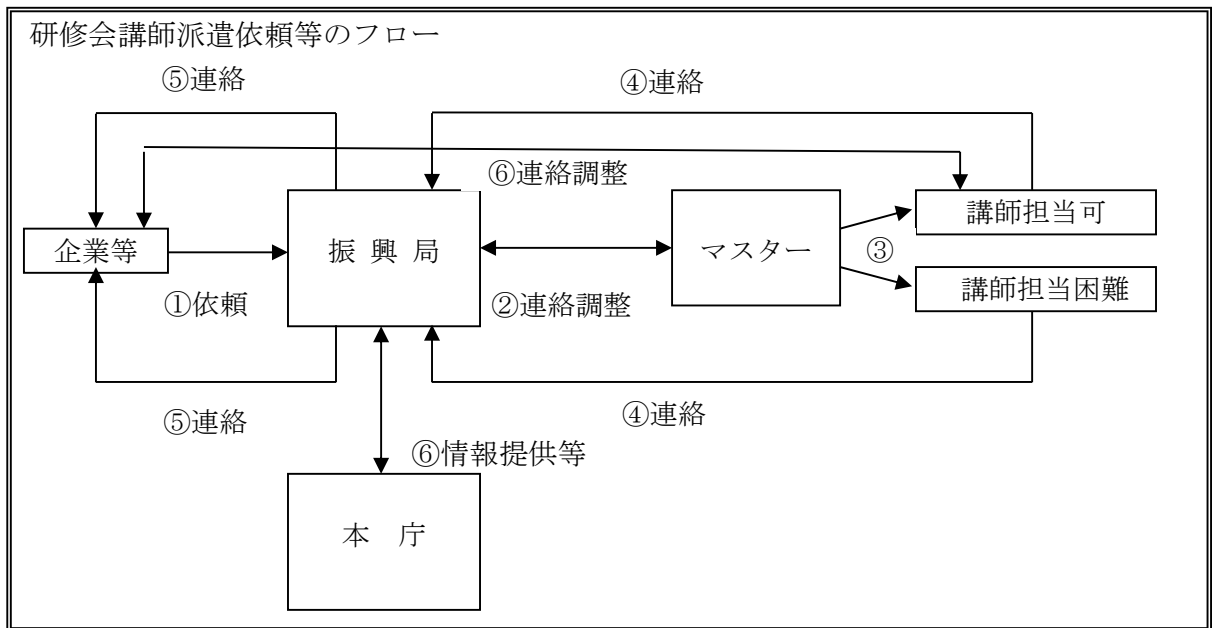 研修会講師派遣依頼等のフロー
⑤連絡
④連絡
⑥連絡調整
講師担当可
企業等
振 興 局
マスター
③
①依頼
②連絡調整
講師担当困難
⑤連絡
④連絡
⑥情報提供等
本 庁